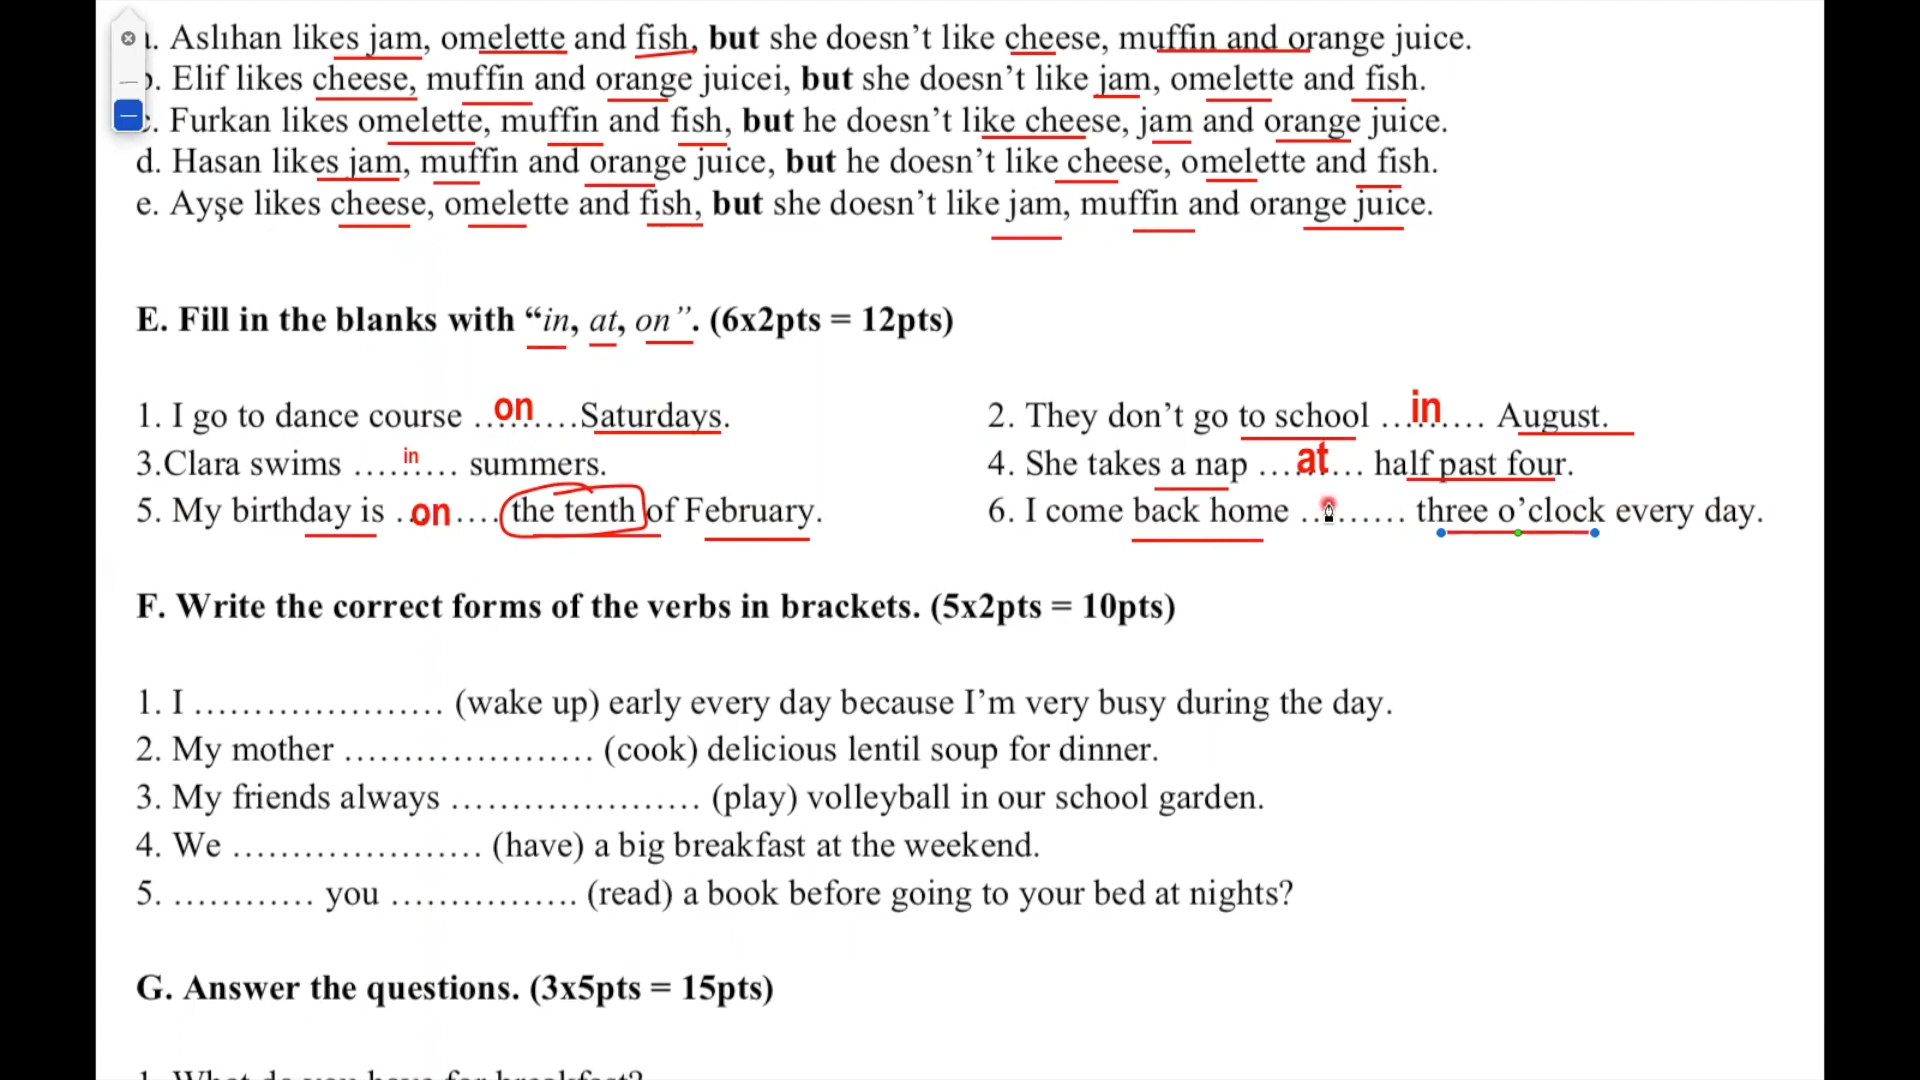 . Aslıhan likes jam, omelette and fish, but she doesn’t like cheese, muffin and orange juice.
. Elif likes cheese, muffin and orange juicei, but she doesn’t like jam, omelette and fish.
c. Furkan likes omelette, muffin and fish, but he doesn’t like cheese, jam and orange juice.
d. Hasan likes jam, muffin and orange juice, but he doesn’t like cheese, omelette and fish.
e. Ayşe likes cheese, omelette and fish, but she doesn’t like jam, muffin and orange juice.
E. Fill in the blanks with “in, at, on”. (6x2pts = 12pts)
1. I go to dance course ...on....Saturdays. 2. They don’t go to school ...in.... August.
3.Clara swims ....in.... summers. 4. She takes a nap ...at... half past four.
5. My birthday is ..on.... the tenth of February. 6. I come back home ......... three o’clock every day.
F. Write the correct forms of the verbs in brackets. (5x2pts = 10pts)
1. I ..................... (wake up) early every day because I’m very busy during the day.
2. My mother ..................... (cook) delicious lentil soup for dinner.
3. My friends always ..................... (play) volleyball in our school garden.
4. We ..................... (have) a big breakfast at the weekend.
5. ............ you ................ (read) a book before going to your bed at nights?
G. Answer the questions. (3x5pts = 15pts)
1. What do you have for breakfast?